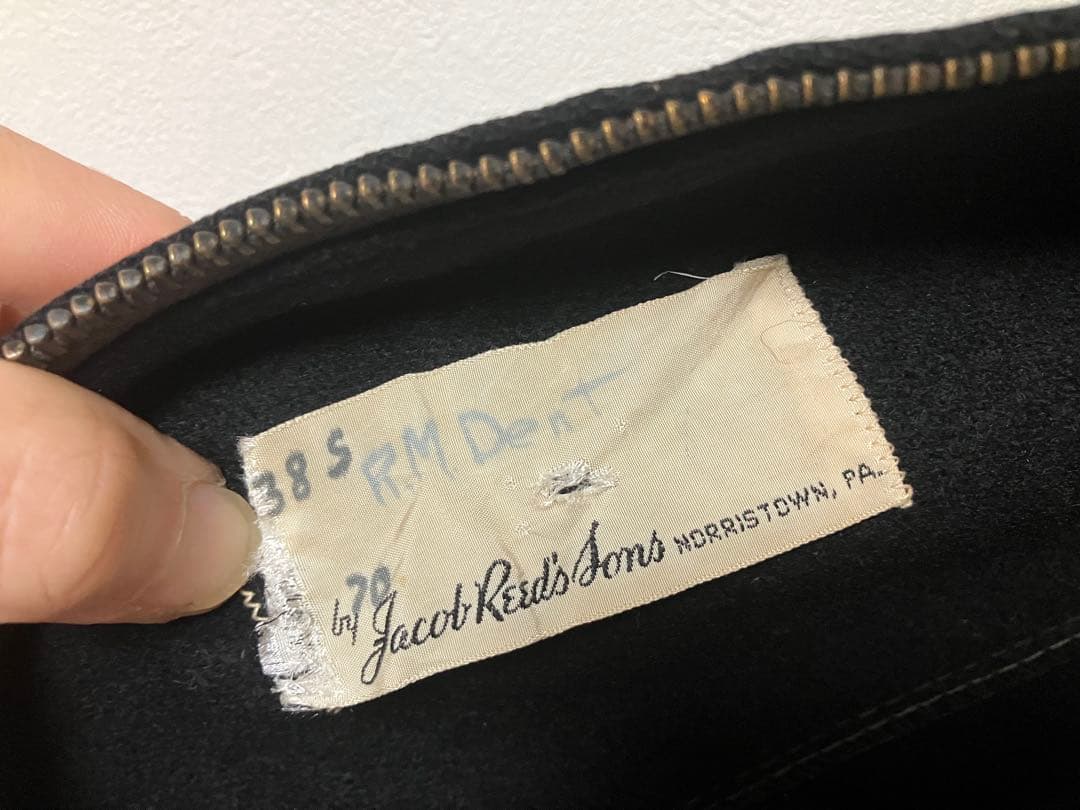 38 S R.M. DenT
70
by Jacob Reed's Sons NORRISTOWN, PA.